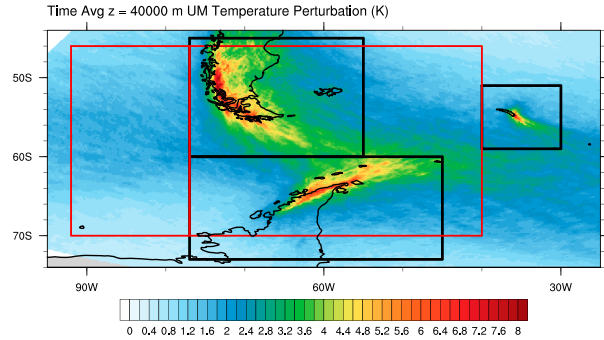 Time Avg z = 40000 m UM Temperature Perturbation (K)
50S
60S
70S
90W 60W 30W
0 0.4 0.8 1.2 1.6 2 2.4 2.8 3.2 3.6 4 4.4 4.8 5.2 5.6 6 6.4 6.8 7.2 7.6 8